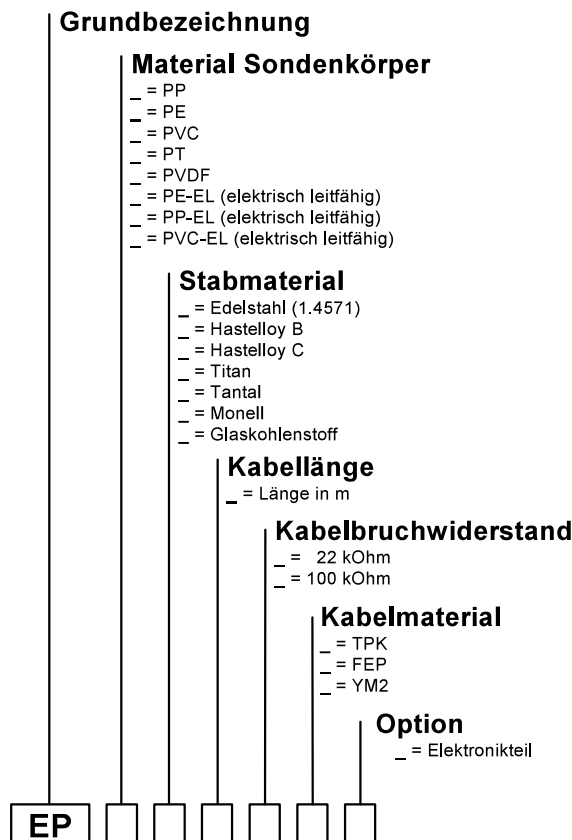 Grundbezeichnung
Material Sondenkörper
_ = PP
_ = PE
_ = PVC
_ = PT
_ = PVDF
_ = PE-EL (elektrisch leitfähig)
_ = PP-EL (elektrisch leitfähig)
_ = PVC-EL (elektrisch leitfähig)
Stabmaterial
_ = Edelstahl (1.4571)
_ = Hastelloy B
_ = Hastelloy C
_ = Titan
_ = Tantal
_ = Monell
_ = Glaskohlenstoff
Kabellänge
_ = Länge in m
Kabelbruchwiderstand
_ = 22 kOhm
_ = 100 kOhm
Kabelmaterial
_ = TPK
_ = FEP
_ = YM2
Option
_ = Elektronikteil
EP